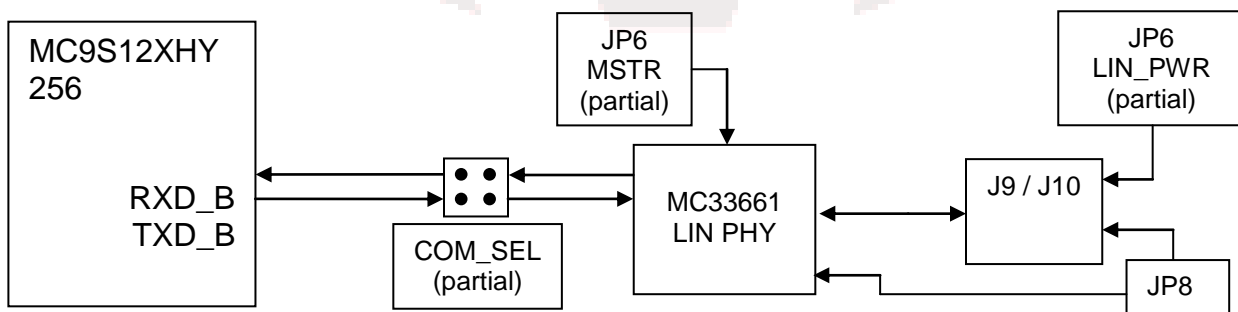 MC9S12XHY
256
RXD_B
TXD_B
COM_SEL
(partial)
JP6
MSTR
(partial)
MC33661
LIN PHY
JP6
LIN_PWR
(partial)
J9 / J10
JP8